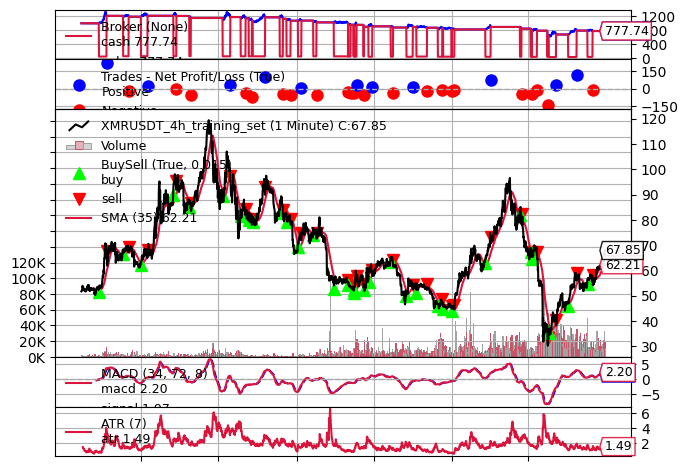 Broker (None)
cash 777.74
1200
800
400
0
777.74
Trades - Net Profit/Loss (True)
Positive
Negative
150
0
−150
XMRUSDT_4h_training_set (1 Minute) C:67.85
Volume
BuySell (True, 0.015)
buy
sell
SMA (35) 62.21
120
110
100
90
80
70
60
50
40
30
67.85
62.21
120K
100K
80K
60K
40K
20K
0K
MACD (34, 72, 8)
macd 2.20
signal 1.97
5
0
−5
2.20
ATR (7)
atr 1.49
6
4
2
1.49